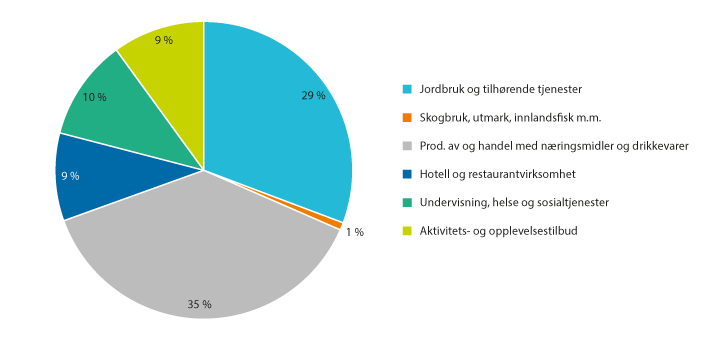 9 %
29 %
10 %
9 %
1 %
35 %
Jordbruk og tilhørende tjenester
Skogbruk, utmark, innlandsfisk m.m.
Prod. av og handel med næringsmidler og drikkevarer
Hotell og restaurantvirksomhet
Undervisning, helse og sosialtjenester
Aktivitets- og opplevelsestilbud